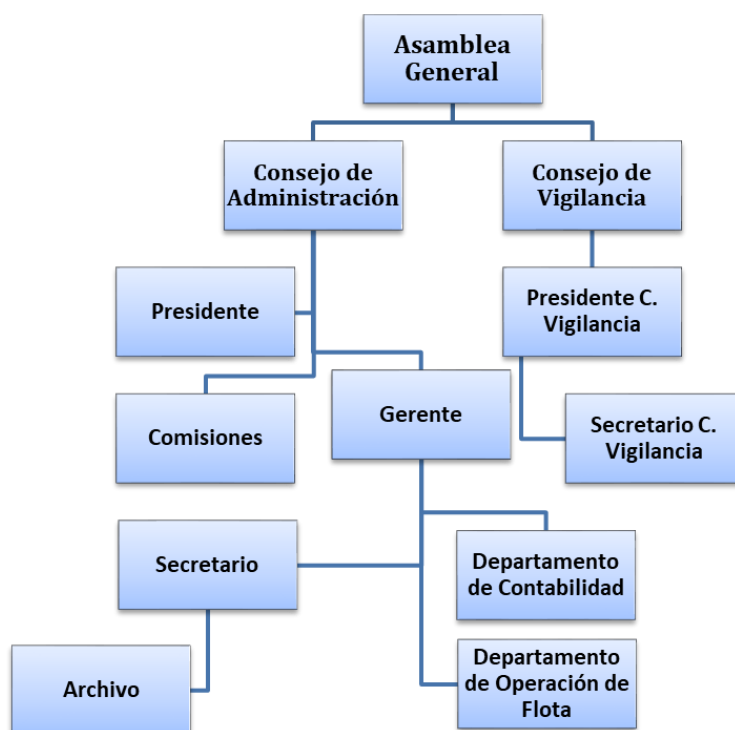 Asamblea
General
Consejo de
Administración
Consejo de
Vigilancia
Presidente
Presidente C.
Vigilancia
Comisiones
Gerente
Secretario C.
Vigilancia
Secretario
Departamento
de Contabilidad
Archivo
Departamento
de Operación de
Flota